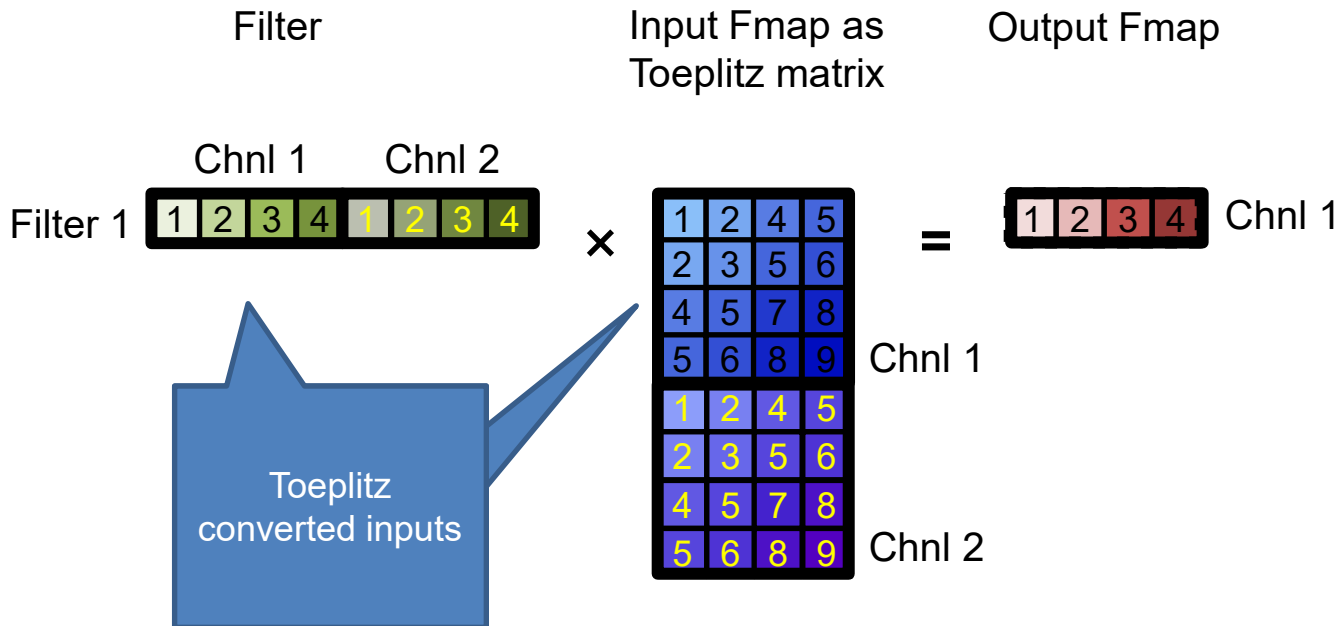 Filter
Input Fmap as
Toeplitz matrix
Output Fmap
Chnl 1 Chnl 2
Filter 1
1 2 3 4 1 2 3 4
×
1 2 4 5
2 3 5 6
4 5 7 8
5 6 8 9
Chnl 1
1 2 4 5
2 3 5 6
4 5 7 8
5 6 8 9
Chnl 2
=
1 2 3 4
Chnl 1
Toeplitz
converted inputs